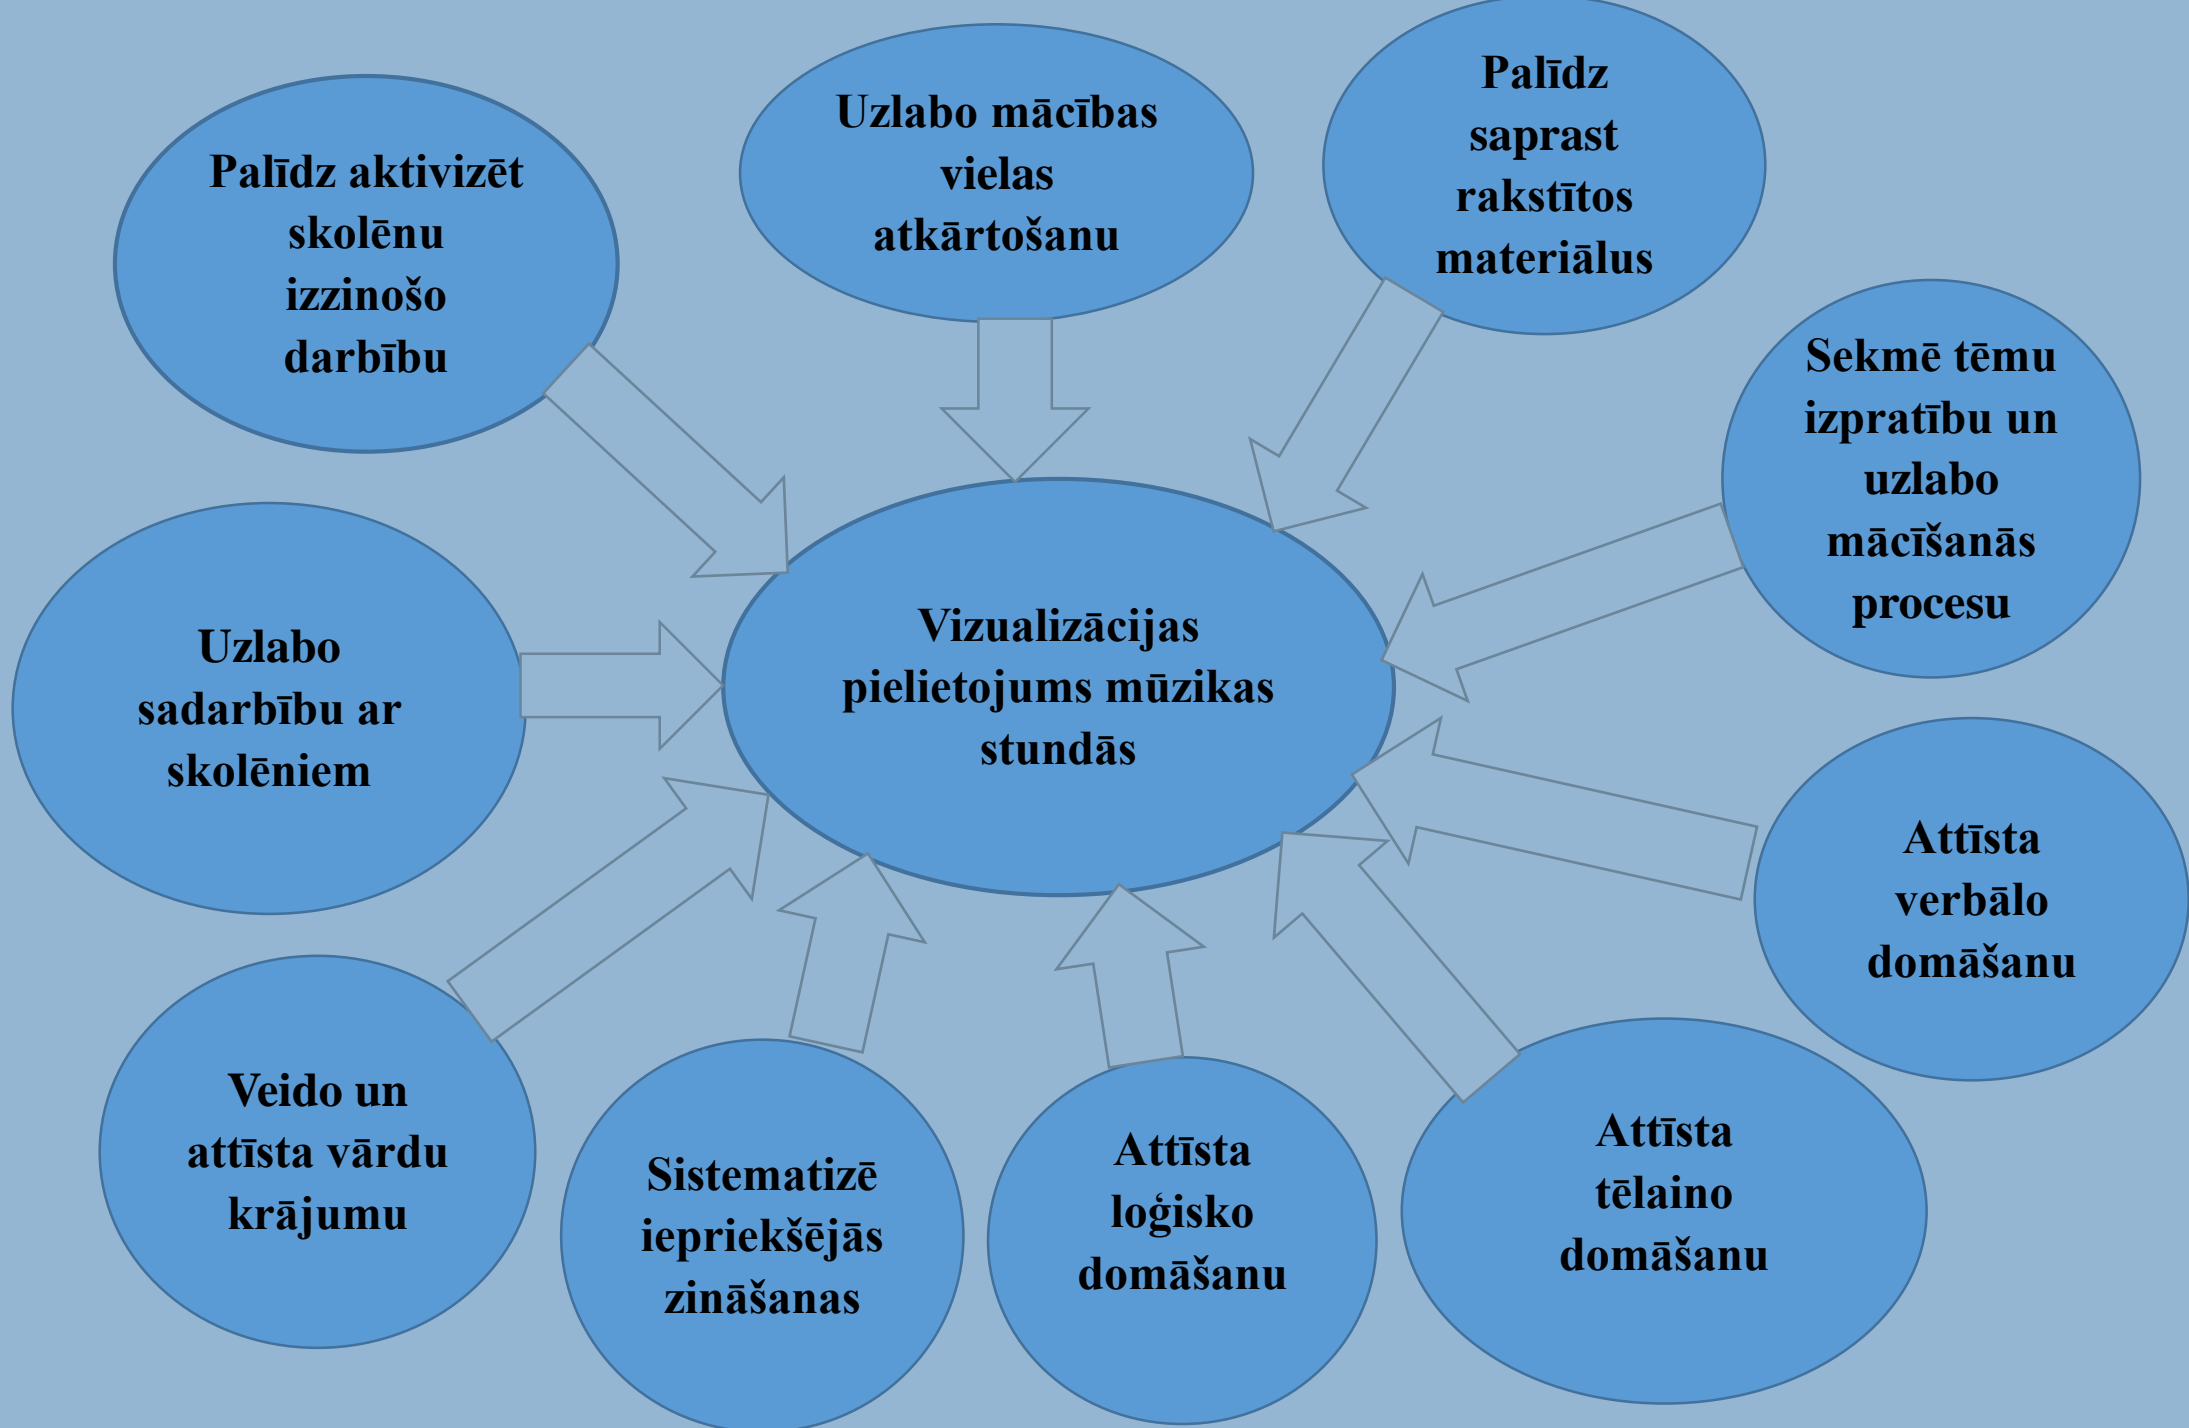 Palīdz aktivizēt
skolēnu
izzinošo
darbību
Uzlabo mācības
vielas
atkārtošanu
Palīdz
saprast
rakstītos
materiālus
Sekmē tēmu
izpratību un
uzlabo
mācīšanās
procesu
Vizualizācijas
pielietojums mūzikas
stundās
Uzlabo
sadarbību ar
skolēniem
Attīsta
verbālo
domāšanu
Veido un
attīsta vārdu
krājumu
Sistematizē
iepriekšējās
zināšanas
Attīsta
loģisko
domāšanu
Attīsta
tēlaino
domāšanu